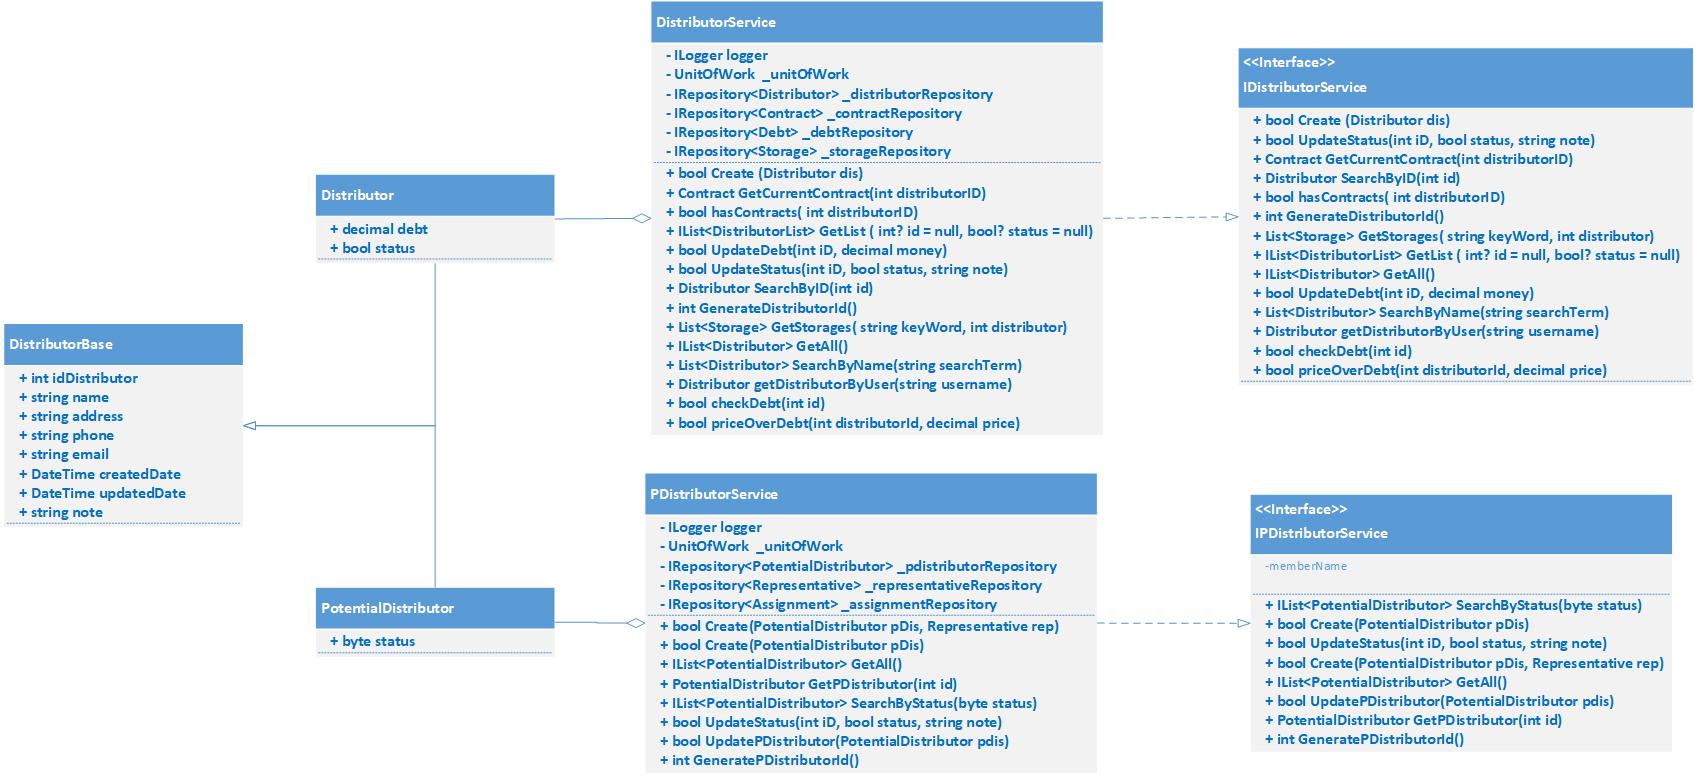 DistributorService
- ILogger logger
- UnitOfWork _unitOfWork
- IRepository<Distributor> _distributorRepository
- IRepository<Contract> _contractRepository
- IRepository<Debt> _debtRepository
- IRepository<Storage> _storageRepository
+ bool Create (Distributor dis)
+ Contract GetCurrentContract(int distributorID)
+ bool hasContracts( int distributorID)
+ IList<DistributorList> GetList ( int? id = null, bool? status = null)
+ bool UpdateDebt(int iD, decimal money)
+ bool UpdateStatus(int iD, bool status, string note)
+ Distributor SearchByID(int id)
+ int GenerateDistributorId()
+ List<Storage> GetStorages( string keyWord, int distributor)
+ IList<Distributor> GetAll()
+ List<Distributor> SearchByName(string searchTerm)
+ Distributor getDistributorByUser(string username)
+ bool checkDebt(int id)
+ bool priceOverDebt(int distributorId, decimal price)
<<Interface>>
IDistributorService
+ bool Create (Distributor dis)
+ bool UpdateStatus(int iD, bool status, string note)
+ Contract GetCurrentContract(int distributorID)
+ Distributor SearchByID(int id)
+ bool hasContracts( int distributorID)
+ int GenerateDistributorId()
+ List<Storage> GetStorages( string keyWord, int distributor)
+ IList<DistributorList> GetList ( int? id = null, bool? status = null)
+ IList<Distributor> GetAll()
+ bool UpdateDebt(int iD, decimal money)
+ List<Distributor> SearchByName(string searchTerm)
+ Distributor getDistributorByUser(string username)
+ bool checkDebt(int id)
+ bool priceOverDebt(int distributorId, decimal price)
Distributor
+ decimal debt
+ bool status
DistributorBase
+ int idDistributor
+ string name
+ string address
+ string phone
+ string email
+ DateTime createdDate
+ DateTime updatedDate
+ string note
PotentialDistributor
+ byte status
PDistributorService
- ILogger logger
- UnitOfWork _unitOfWork
- IRepository<PotentialDistributor> _pdistributorRepository
- IRepository<Representative> _representativeRepository
- IRepository<Assignment> _assignmentRepository
+ bool Create(PotentialDistributor pDis, Representative rep)
+ bool Create(PotentialDistributor pDis)
+ IList<PotentialDistributor> GetAll()
+ PotentialDistributor GetPDistributor(int id)
+ IList<PotentialDistributor> SearchByStatus(byte status)
+ bool UpdateStatus(int iD, bool status, string note)
+ bool UpdatePDistributor(PotentialDistributor pdis)
+ int GeneratePDistributorId()
<<Interface>>
IPDistributorService
-memberName
+ IList<PotentialDistributor> SearchByStatus(byte status)
+ bool Create(PotentialDistributor pDis)
+ bool UpdateStatus(int iD, bool status, string note)
+ bool Create(PotentialDistributor pDis, Representative rep)
+ IList<PotentialDistributor> GetAll()
+ bool UpdatePDistributor(PotentialDistributor pdis)
+ PotentialDistributor GetPDistributor(int id)
+ int GeneratePDistributorId()